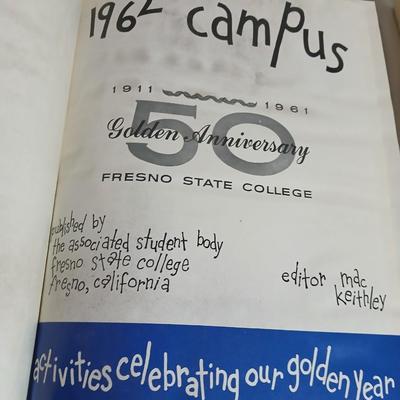 1962 campus
1911 1961
50
Golden Anniversary
FRESNO STATE COLLEGE
published by
the associated student body
fresno state college
fresno, california
editor mac
keithley
activities celebrating our golden year